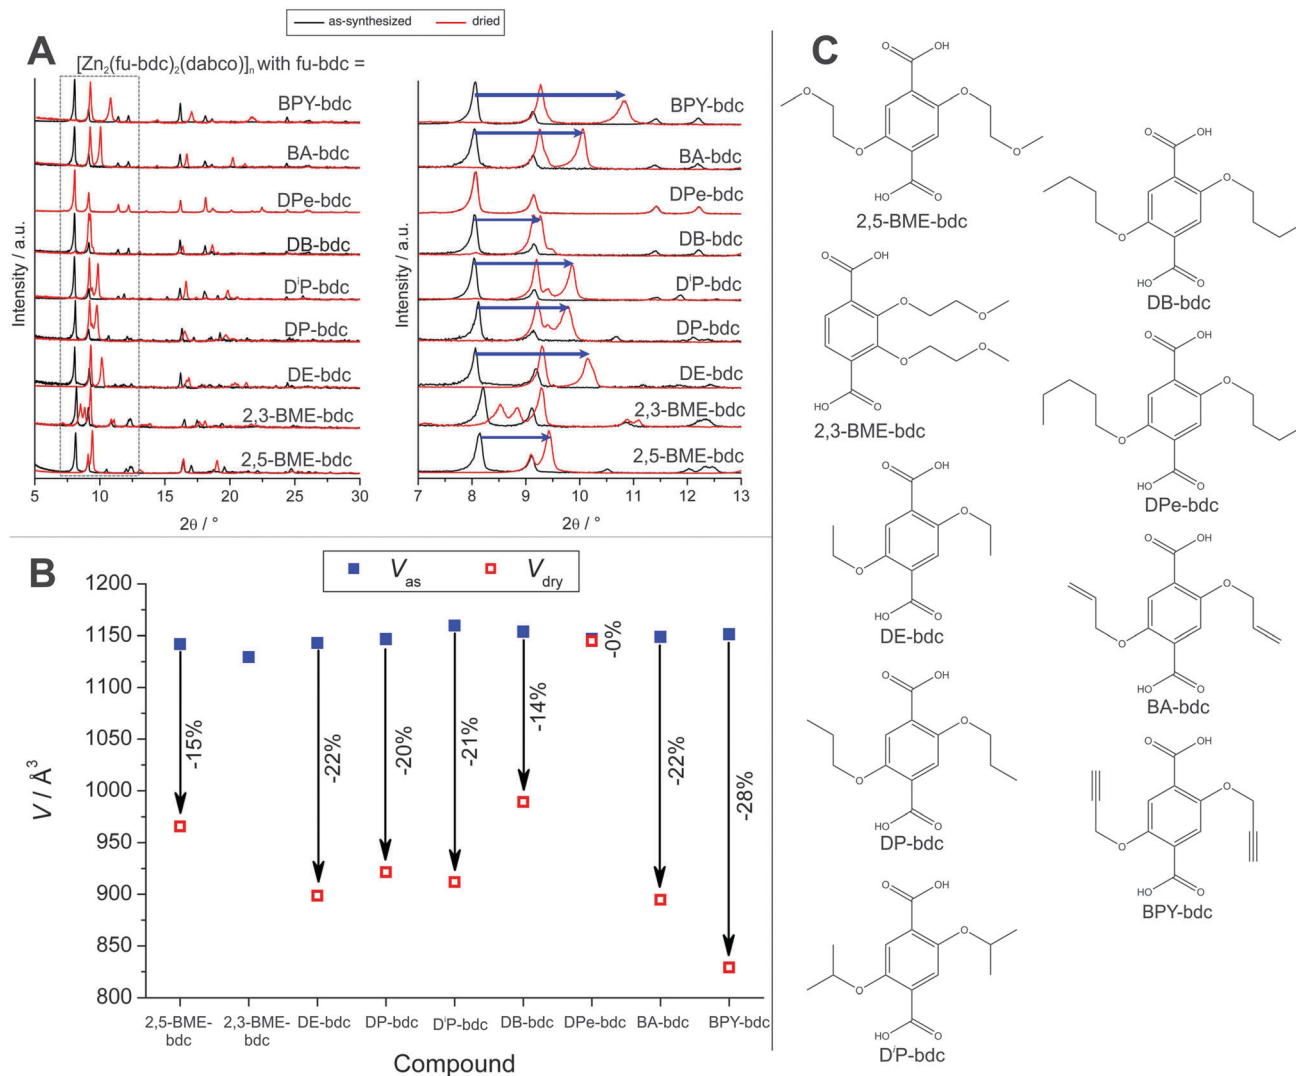 as-synthesized dried
A
[Zn₂(fu-bdc)₂(dabco)]ₙ with fu-bdc =
BPY-bdc
BA-bdc
DPe-bdc
DB-bdc
DⁱP-bdc
DP-bdc
DE-bdc
2,3-BME-bdc
2,5-BME-bdc
Intensity / a.u.
5 10 15 20 25 30
2θ / °
BPY-bdc
BA-bdc
DPe-bdc
DB-bdc
DⁱP-bdc
DP-bdc
DE-bdc
2,3-BME-bdc
2,5-BME-bdc
Intensity / a.u.
7 8 9 10 11 12 13
2θ / °
B
V_as V_dry
1200
1150
1100
1050
1000
950
900
850
800
V / Å³
-15%
-22%
-20%
-21%
-14%
-0%
-22%
-28%
2,5-BME-bdc
2,3-BME-bdc
DE-bdc
DP-bdc
DⁱP-bdc
DB-bdc
DPe-bdc
BA-bdc
BPY-bdc
Compound
C
O OH
O O
O O
HO O
2,5-BME-bdc
O OH
O O
O O
HO O
2,3-BME-bdc
O OH
O
O
HO O
DE-bdc
O OH
O
O
HO O
DP-bdc
O OH
O
O
HO O
DⁱP-bdc
O OH
O
O
HO O
DB-bdc
O OH
O
O
HO O
DPe-bdc
O OH
O
O
HO O
BA-bdc
O OH
O
O
HO O
BPY-bdc